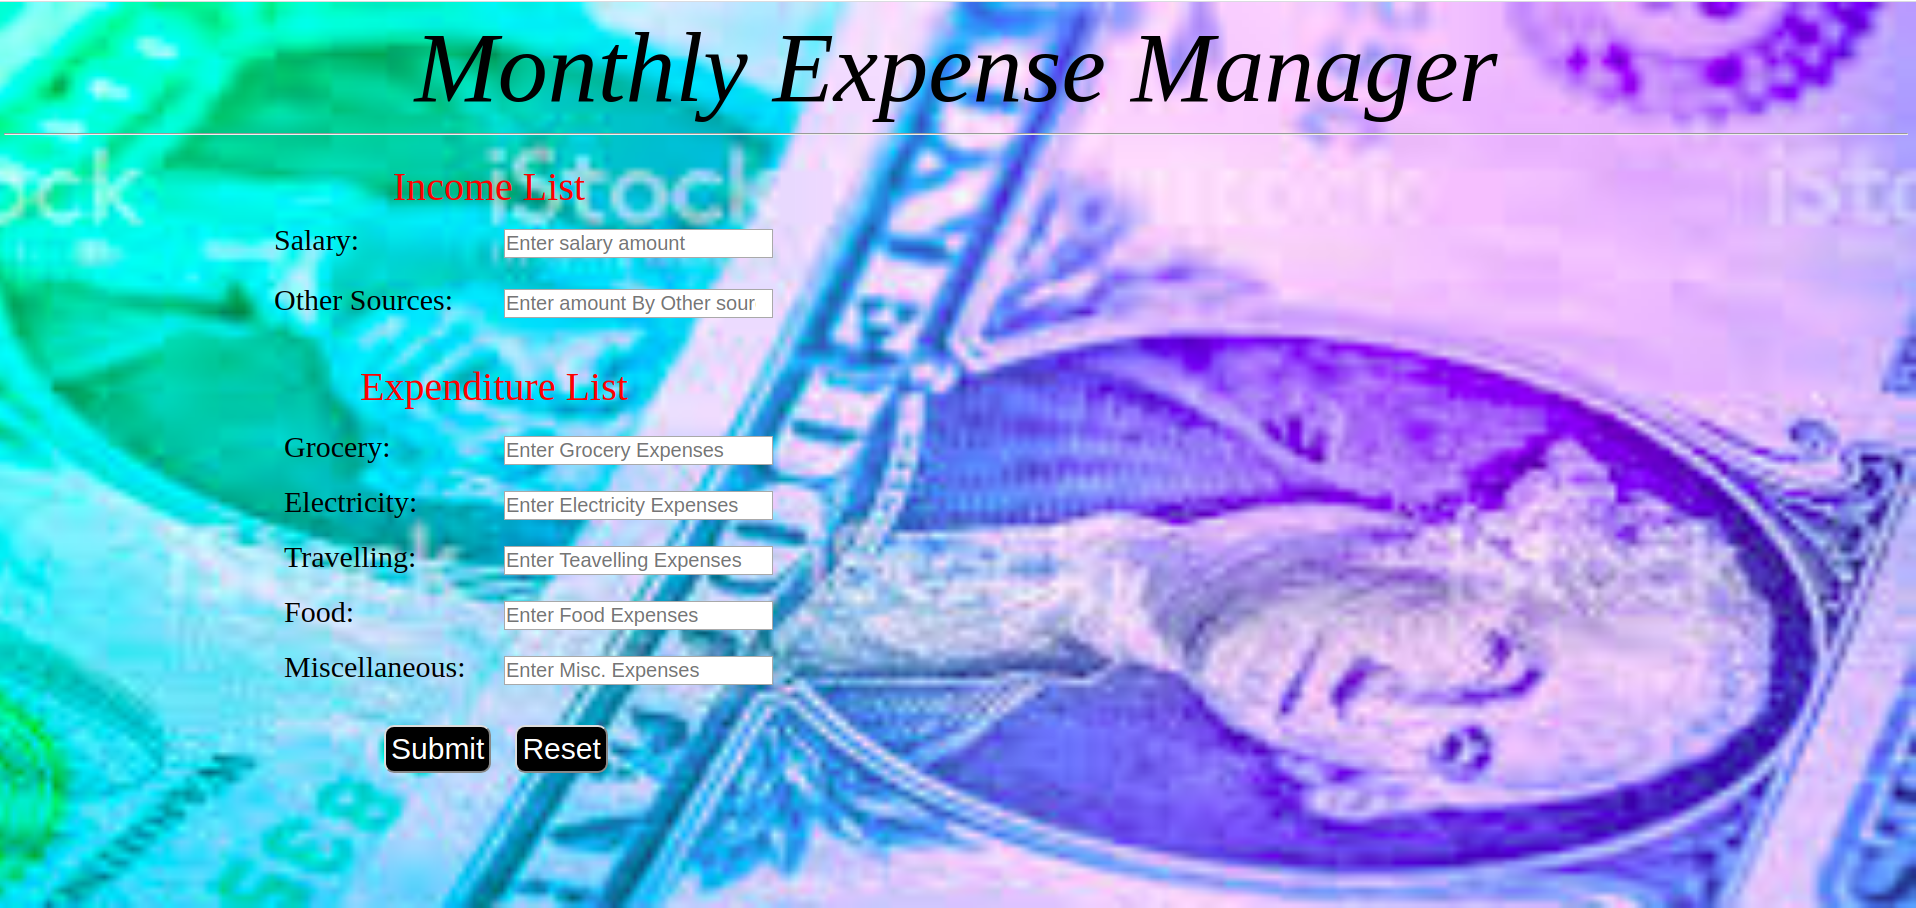 Monthly Expense Manager
iStock
Income List
Salary: Enter salary amount
Other Sources: Enter amount By Other sour
Expenditure List
Grocery: Enter Grocery Expenses
Electricity: Enter Electricity Expenses
Travelling: Enter Teavelling Expenses
Food: Enter Food Expenses
Miscellaneous: Enter Misc. Expenses
Submit Reset